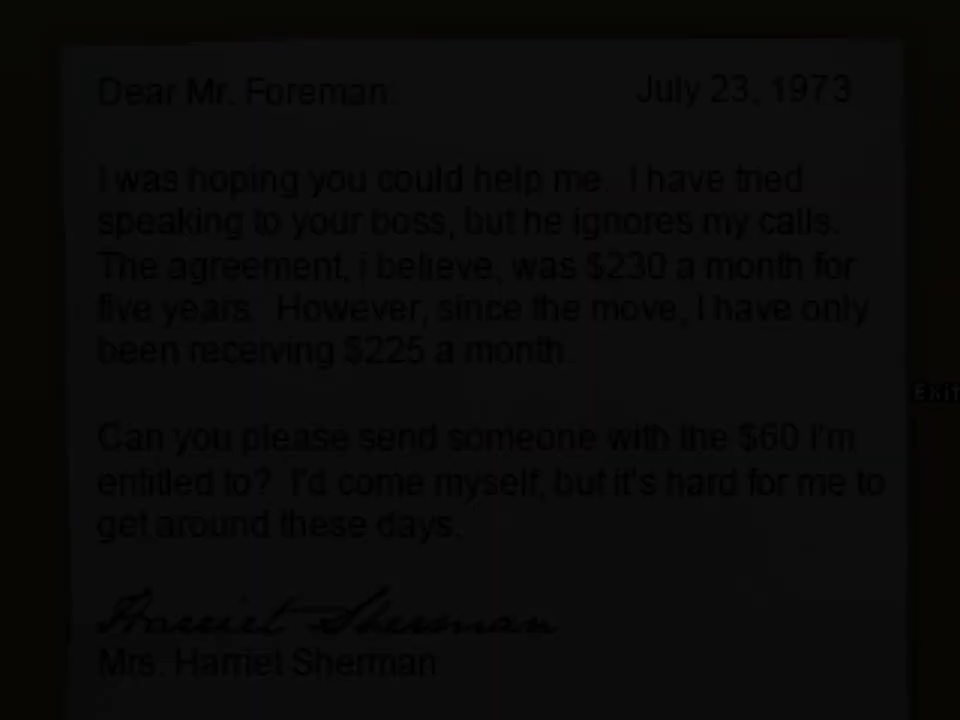 Dear Mr. Foreman July 23, 1973
I was hoping you could help me. I have tried
speaking to your boss, but he ignores my calls.
The agreement, i believe, was $230 a month for
five years. However, since the move, I have only
been receiving $225 a month.
Can you please send someone with the $60 I'm
entitled to? I'd come myself, but it's hard for me to
get around these days.
Harriet Sherman
Mrs. Harriet Sherman
Exit